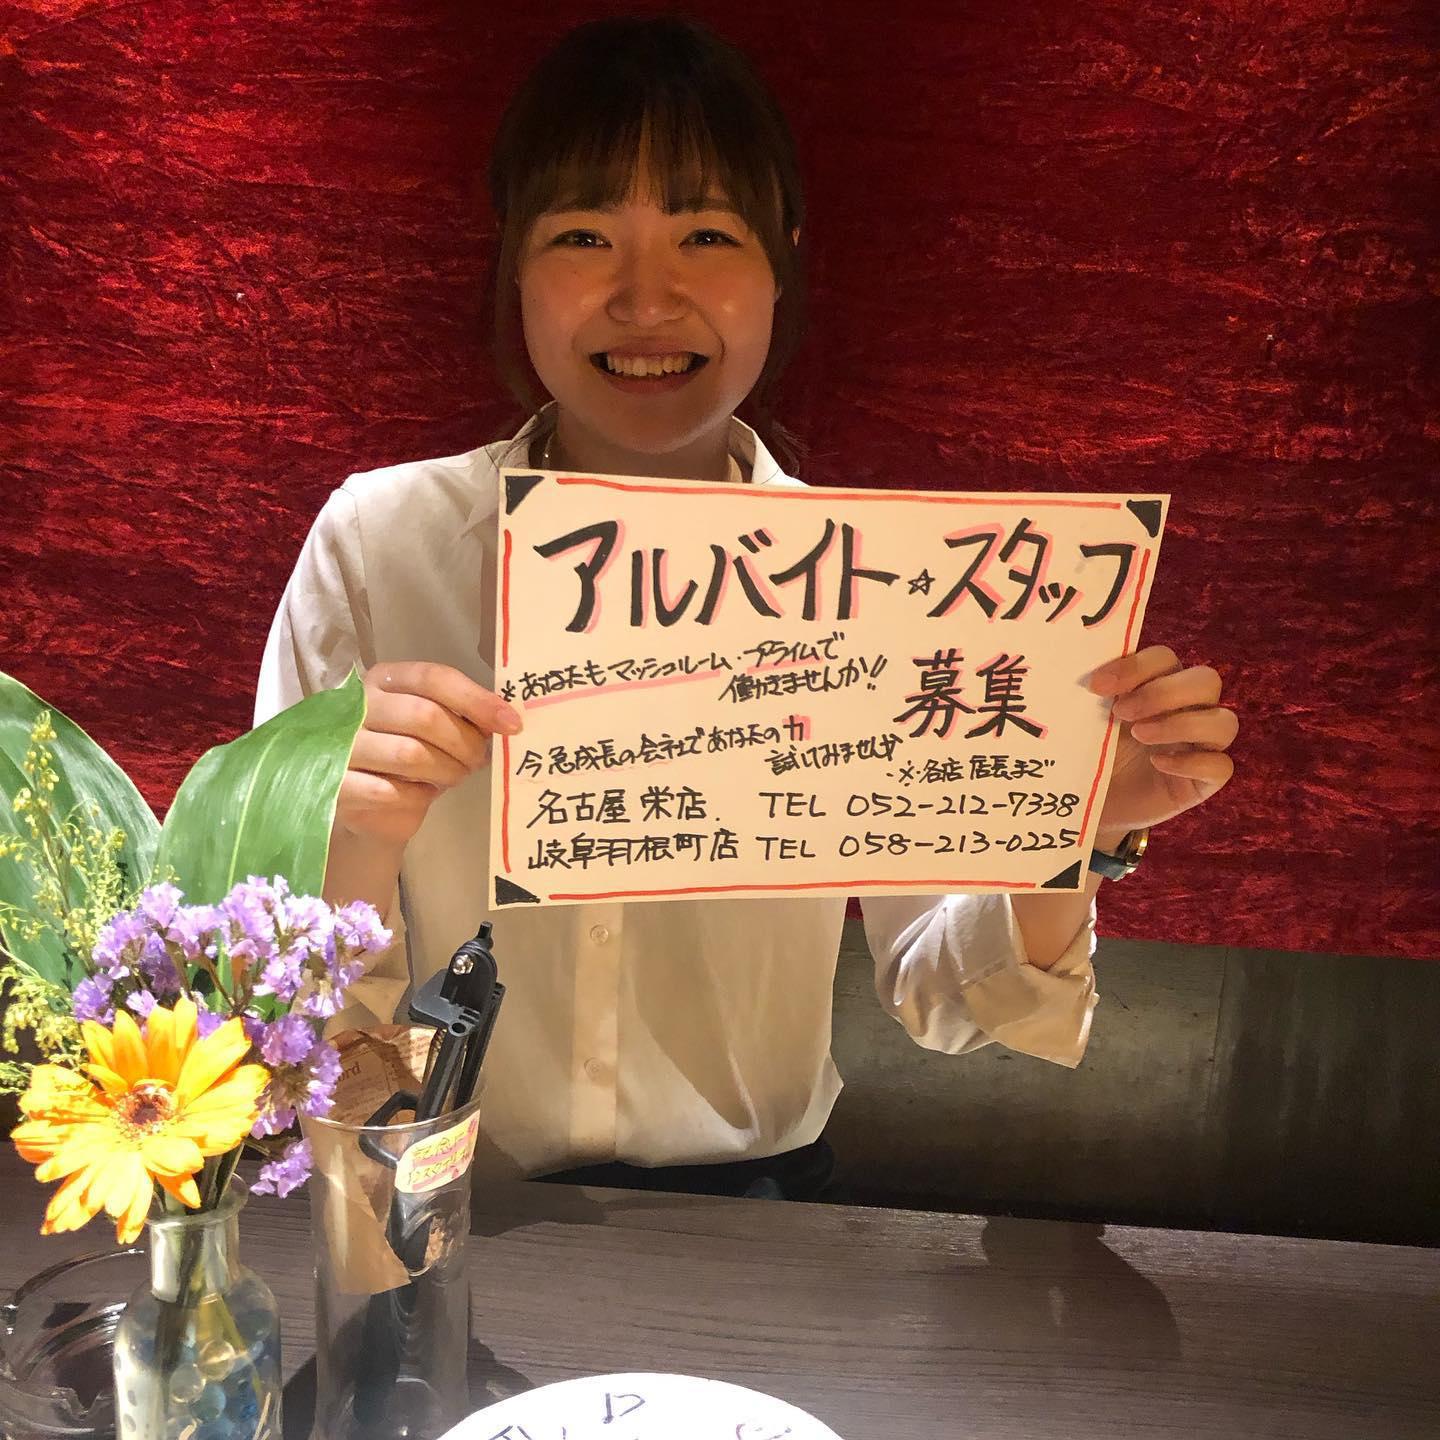 アルバイト☆スタッフ
募集
※あなたもマッシュルーム・プライムで
働きませんか!!
今急成長の会社であなたの力
試してみませんか
※各店店長まで
名古屋 栄店. TEL 052-212-7338
岐阜羽根町店 TEL 058-213-0225